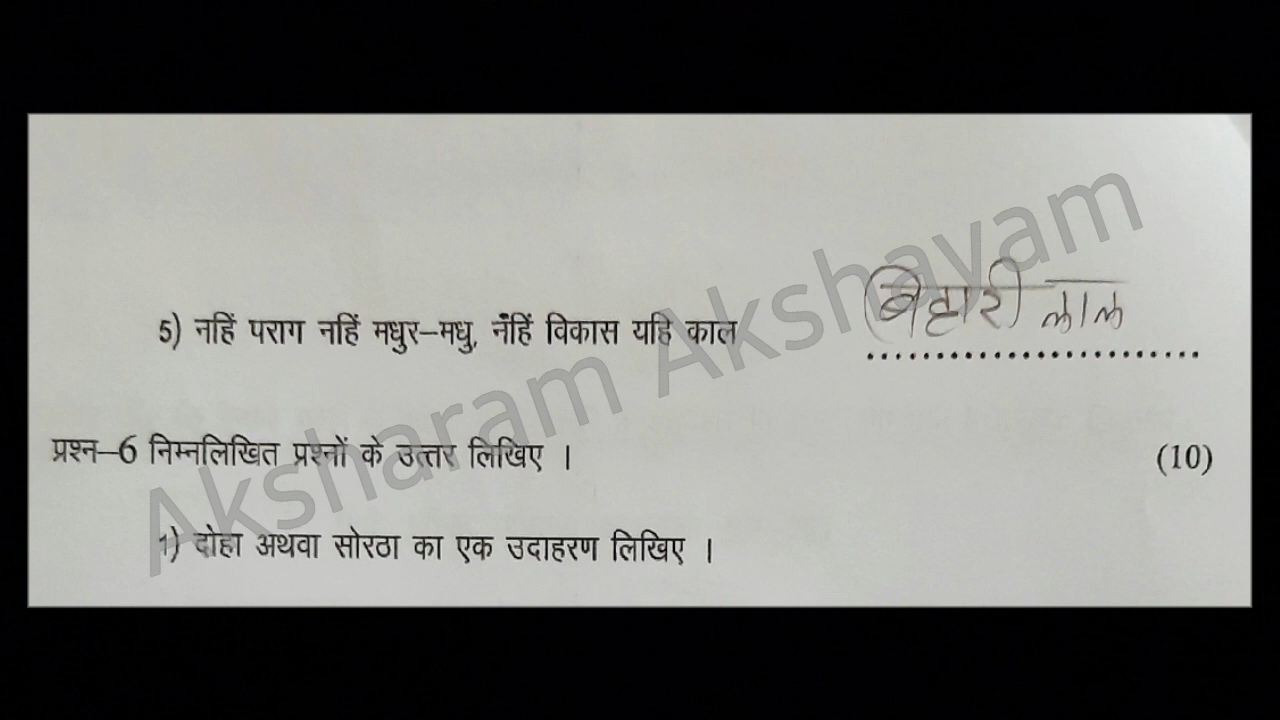 बिहारी लाल
5) नहिं पराग नहिं मधुर–मधु, नंहिं विकास यहि काल ..............................
प्रश्न–6 निम्नलिखित प्रश्नों के उत्तर लिखिए । (10)
1) दोहा अथवा सोरठा का एक उदाहरण लिखिए ।
Aksharam Akshayam